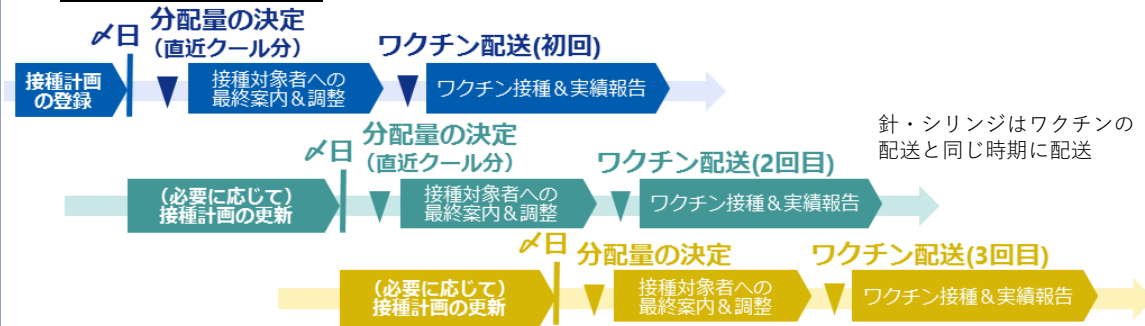 〆日
分配量の決定
（直近クール分）
ワクチン配送(初回)
接種計画
の登録
接種対象者への
最終案内＆調整
ワクチン接種＆実績報告
針・シリンジはワクチンの
配送と同じ時期に配送
〆日
分配量の決定
（直近クール分）
ワクチン配送(2回目)
（必要に応じて）
接種計画の更新
接種対象者への
最終案内＆調整
ワクチン接種＆実績報告
〆日
分配量の決定
ワクチン配送(3回目)
（必要に応じて）
接種計画の更新
接種対象者への
最終案内＆調整
ワクチン接種＆実績報告